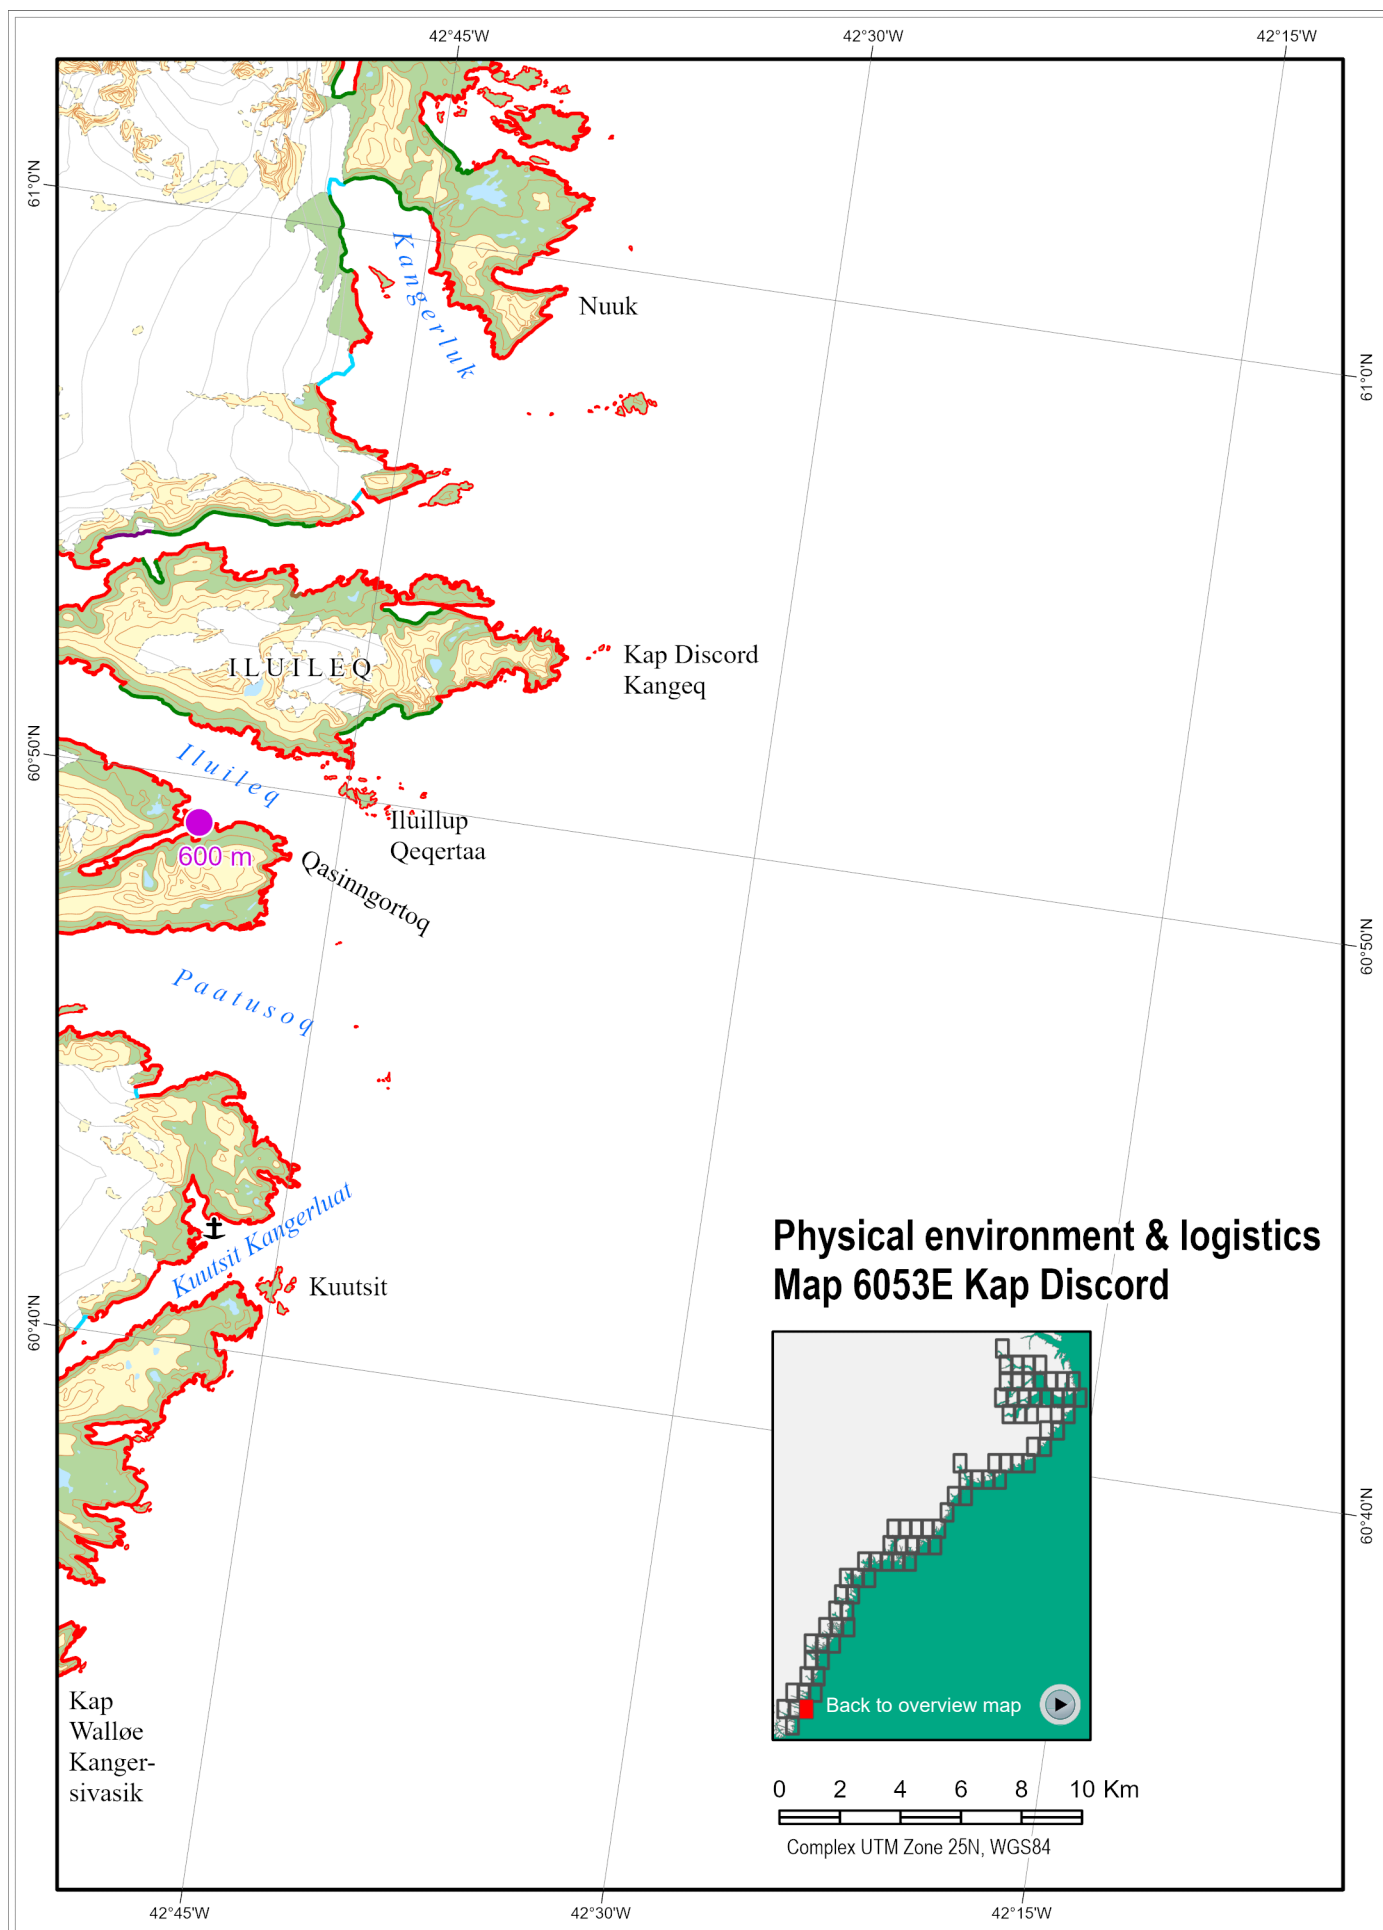 42°45'W
42°30'W
42°15'W
61°0'N
Kangerluk
Nuuk
61°0'N
ILUILEQ
Kap Discord
Kangeq
60°50'N
Iluileq
Iluillup
Qeqertaa
600 m
Qasinngortoq
60°50'N
Paatusoq
Kuutsit Kangerluat
Kuutsit
60°40'N
Physical environment & logistics
Map 6053E Kap Discord
60°40'N
Back to overview map
Kap
Walløe
Kanger-
sivasik
0 2 4 6 8 10 Km
Complex UTM Zone 25N, WGS84
42°45'W
42°30'W
42°15'W